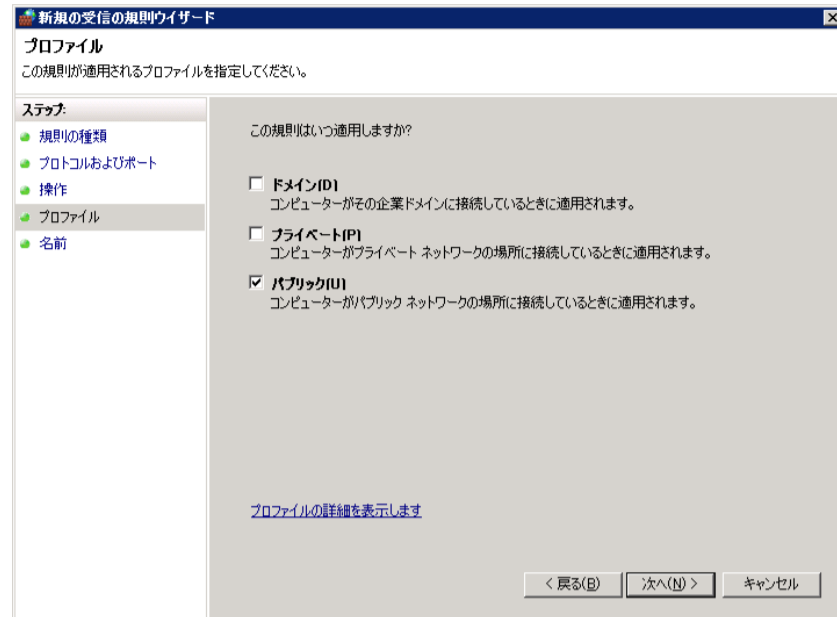 新規の受信の規則ウィザード
プロファイル
この規則が適用されるプロファイルを指定してください。
ステップ:
規則の種類
プロトコルおよびポート
操作
プロファイル
名前
この規則はいつ適用しますか?
ドメイン(D)
コンピューターがその企業ドメインに接続しているときに適用されます。
プライベート(P)
コンピューターがプライベート ネットワークの場所に接続しているときに適用されます。
パブリック(U)
コンピューターがパブリック ネットワークの場所に接続しているときに適用されます。
プロファイルの詳細を表示します
< 戻る(B) 次へ(N) > キャンセル